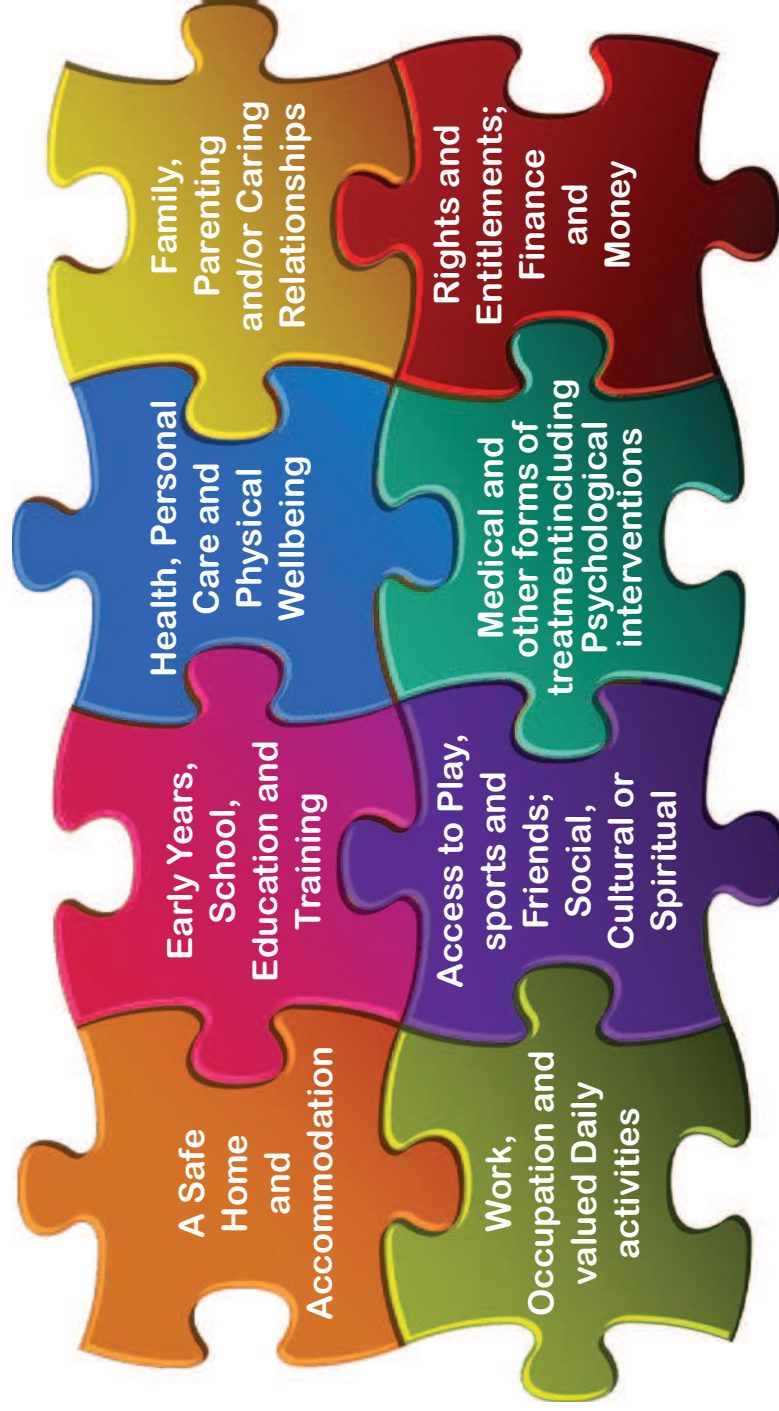 A Safe
Home
and
Accommodation
Early Years,
School,
Education and
Training
Health, Personal
Care and
Physical
Wellbeing
Family,
Parenting
and/or Caring
Relationships
Work,
Occupation and
valued Daily
activities
Access to Play,
sports and
Friends;
Social,
Cultural or
Spiritual
Medical and
other forms of
treatmentincluding
Psychological
interventions
Rights and
Entitlements;
Finance
and
Money